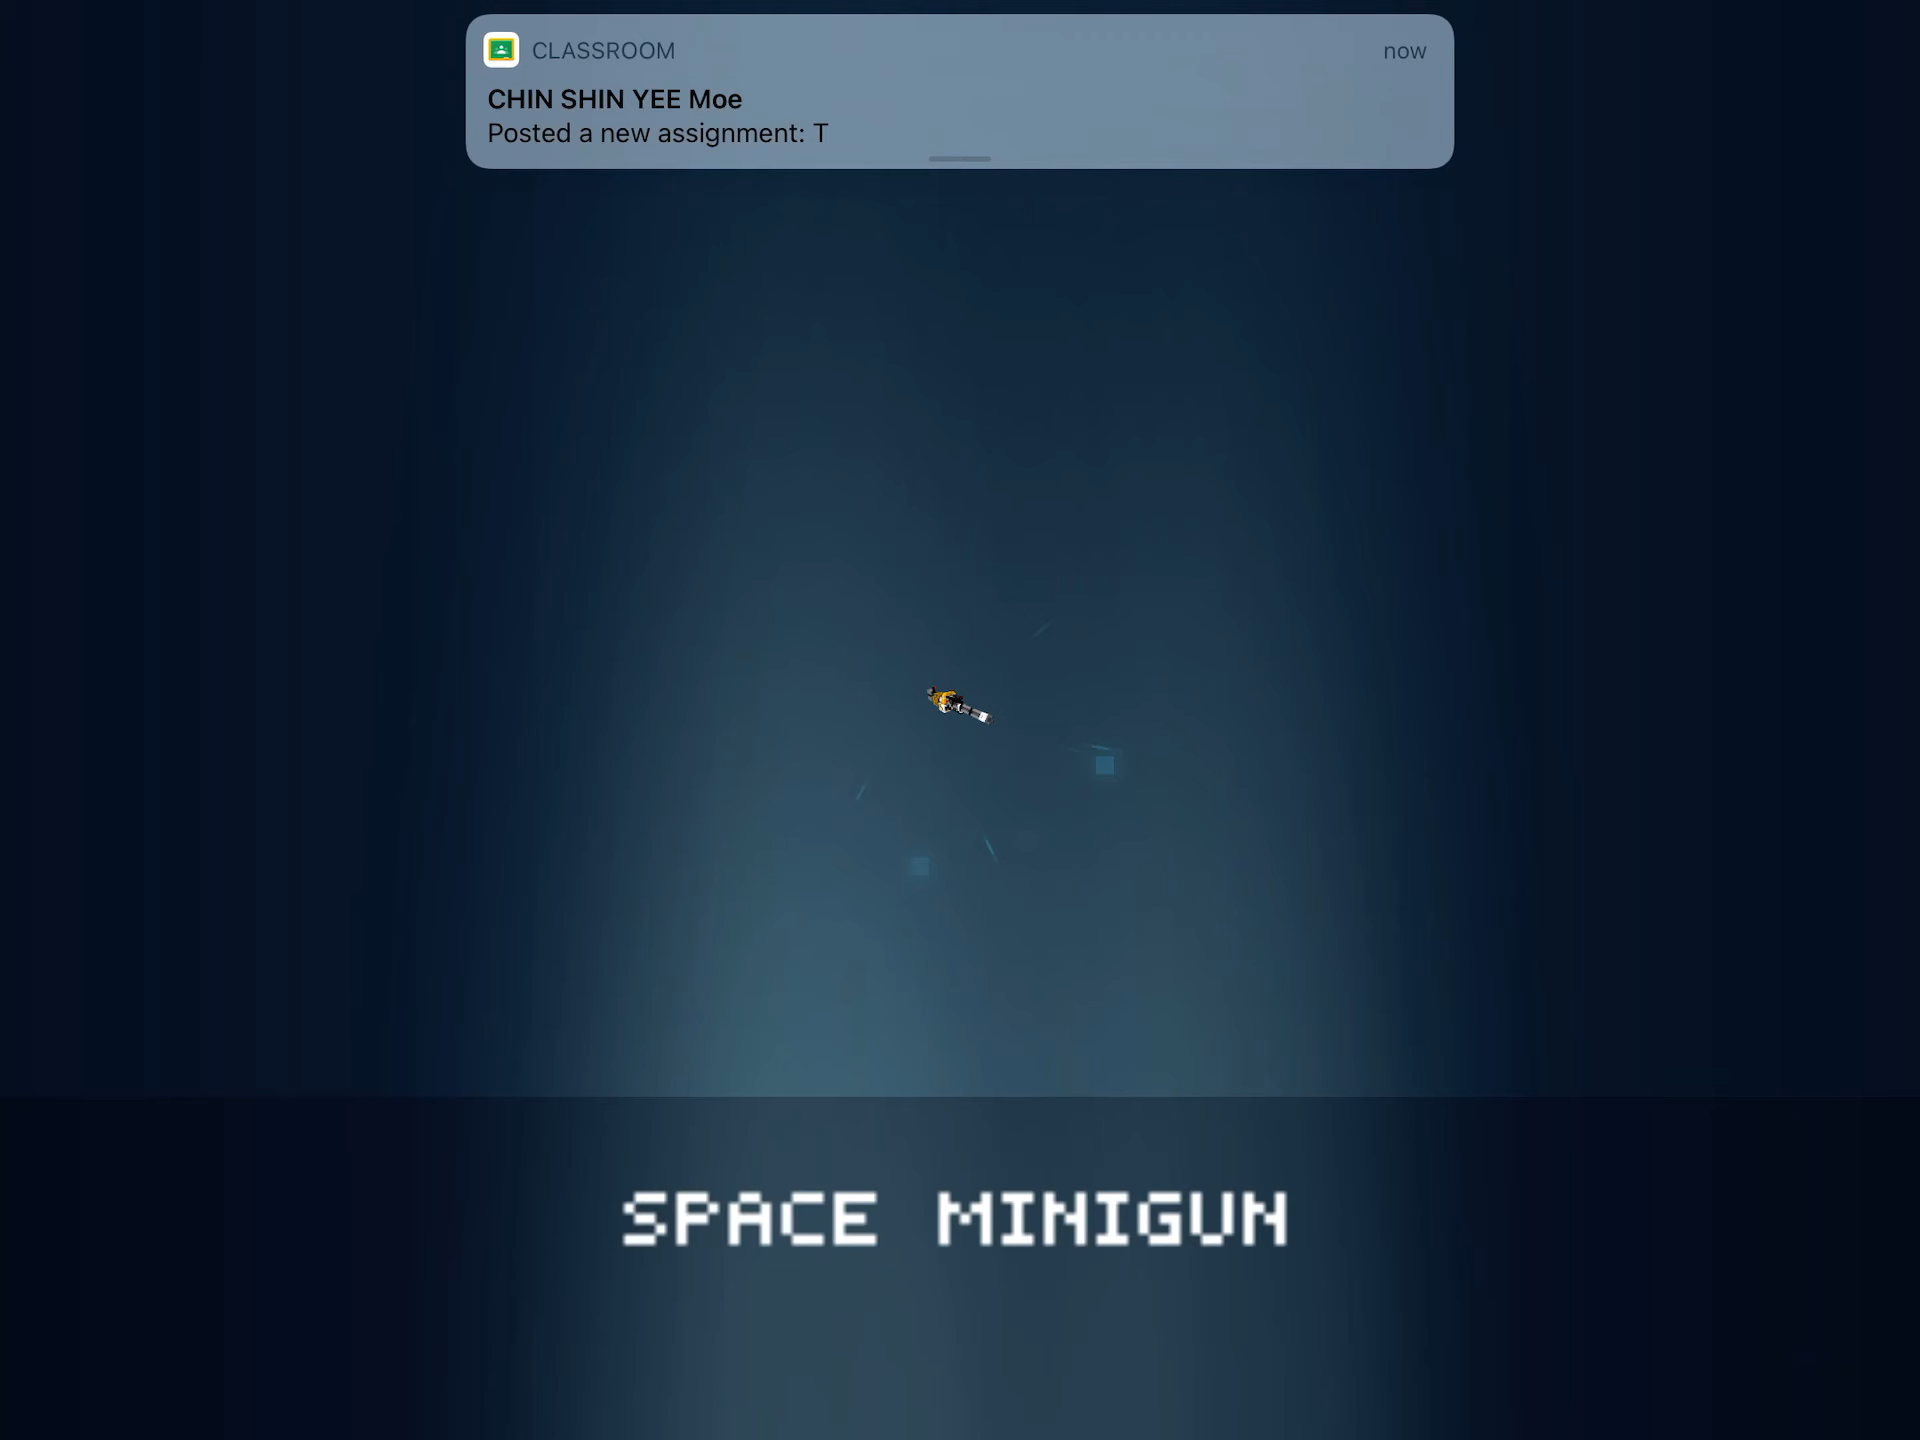 CLASSROOM
now
CHIN SHIN YEE Moe
Posted a new assignment: T
SPACE MINIGUN